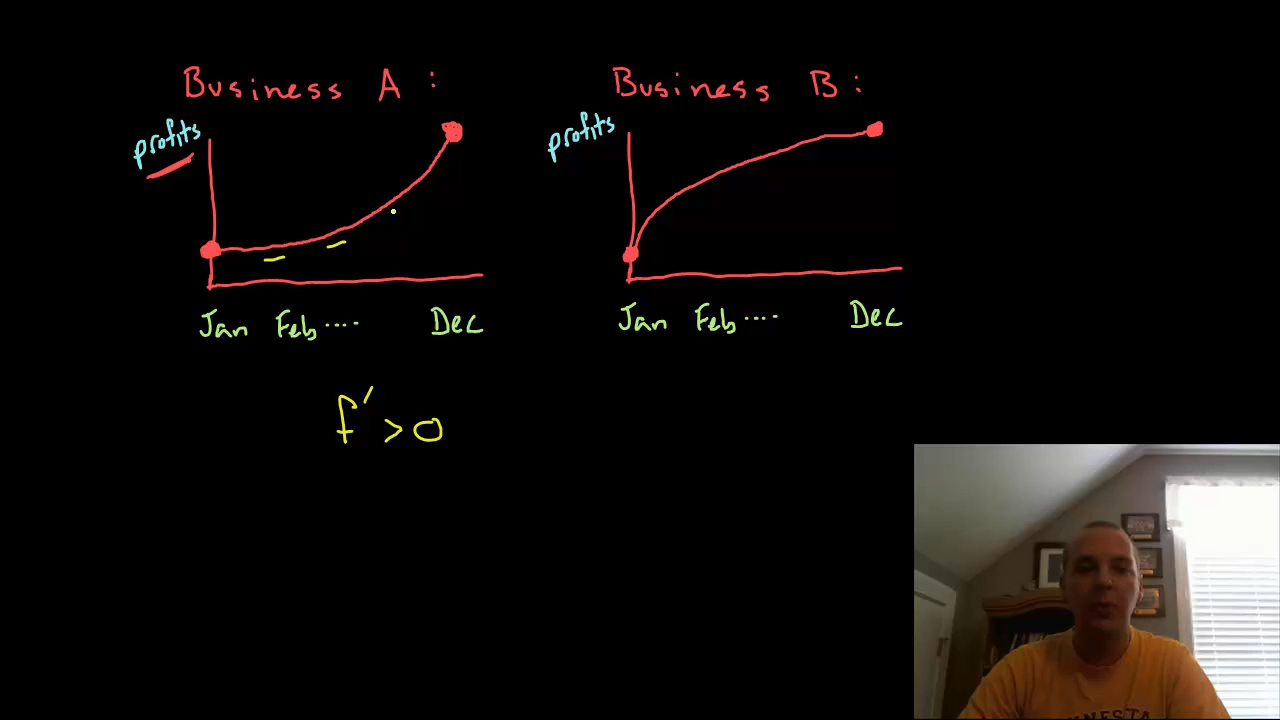 Business A :
profits
Jan Feb ···· Dec
Business B :
profits
Jan Feb ···· Dec
f' > 0